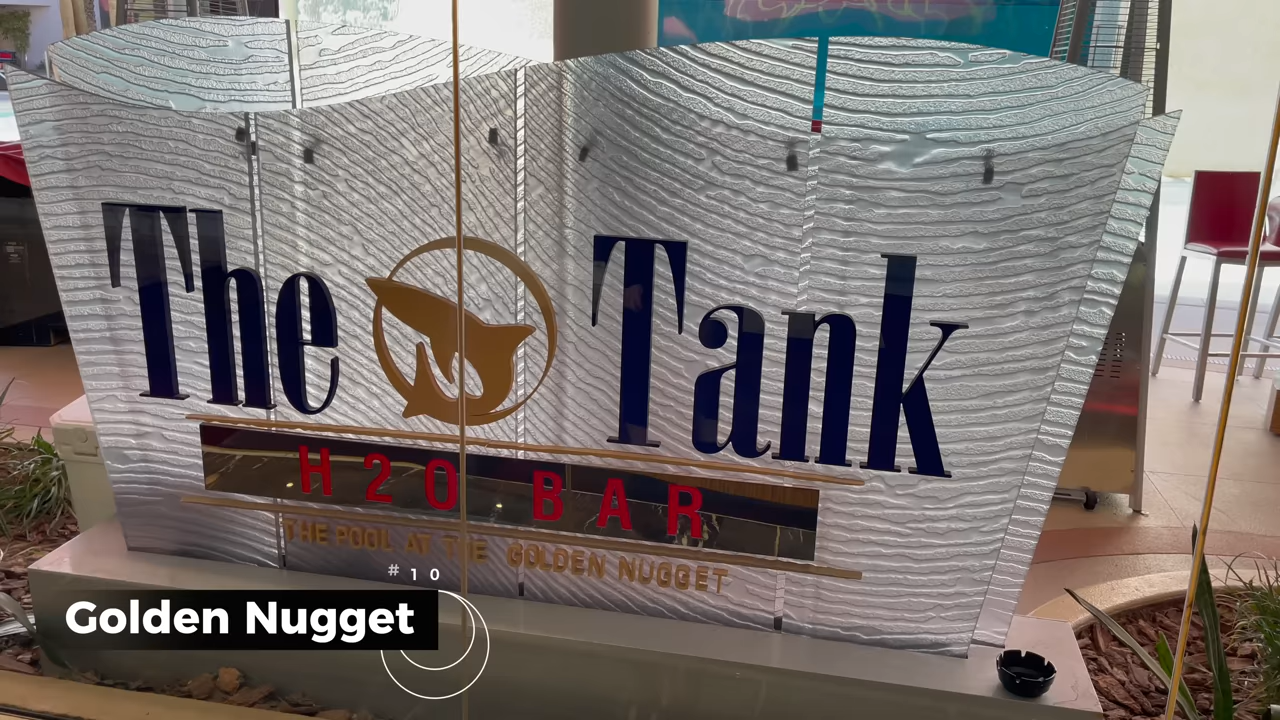 The Tank
H2O BAR
THE POOL AT THE GOLDEN NUGGET
#10
Golden Nugget